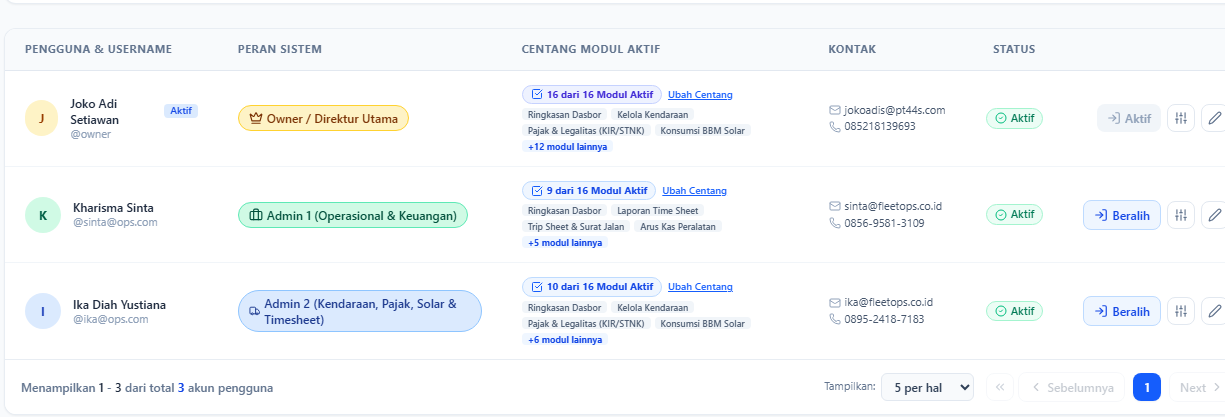 PENGGUNA & USERNAME PERAN SISTEM CENTANG MODUL AKTIF KONTAK STATUS
J Joko Adi Setiawan Aktif
@owner
Owner / Direktur Utama
16 dari 16 Modul Aktif Ubah Centang
Ringkasan Dasbor Kelola Kendaraan
Pajak & Legalitas (KIR/STNK) Konsumsi BBM Solar
+12 modul lainnya
jokoadis@pt44s.com
085218139693
Aktif
Aktif
K Kharisma Sinta
@sinta@ops.com
Admin 1 (Operasional & Keuangan)
9 dari 16 Modul Aktif Ubah Centang
Ringkasan Dasbor Laporan Time Sheet
Trip Sheet & Surat Jalan Arus Kas Peralatan
+5 modul lainnya
sinta@fleetops.co.id
0856-9581-3109
Aktif
Beralih
I Ika Diah Yustiana
@ika@ops.com
Admin 2 (Kendaraan, Pajak, Solar &
Timesheet)
10 dari 16 Modul Aktif Ubah Centang
Ringkasan Dasbor Kelola Kendaraan
Pajak & Legalitas (KIR/STNK) Konsumsi BBM Solar
+6 modul lainnya
ika@fleetops.co.id
0895-2418-7183
Aktif
Beralih
Menampilkan 1 - 3 dari total 3 akun pengguna
Tampilkan: 5 per hal « ‹ Sebelumnya 1 Next ›